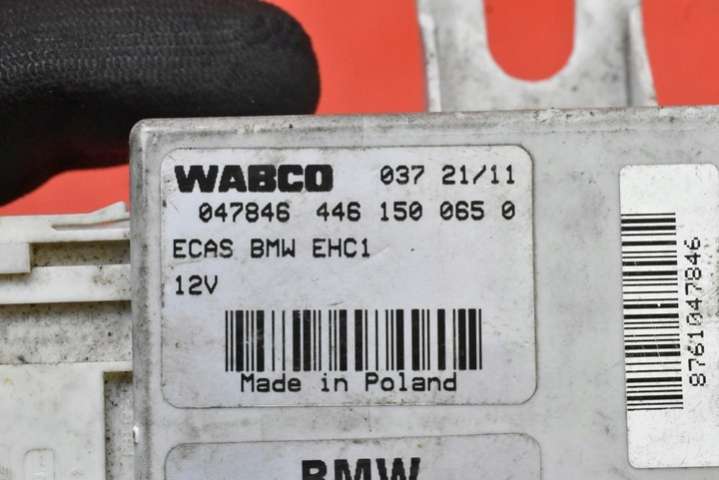 WABCO 037 21/11
047846 446 150 065 0
ECAS BMW EHC1
12V
Made in Poland
BMW
8761047846